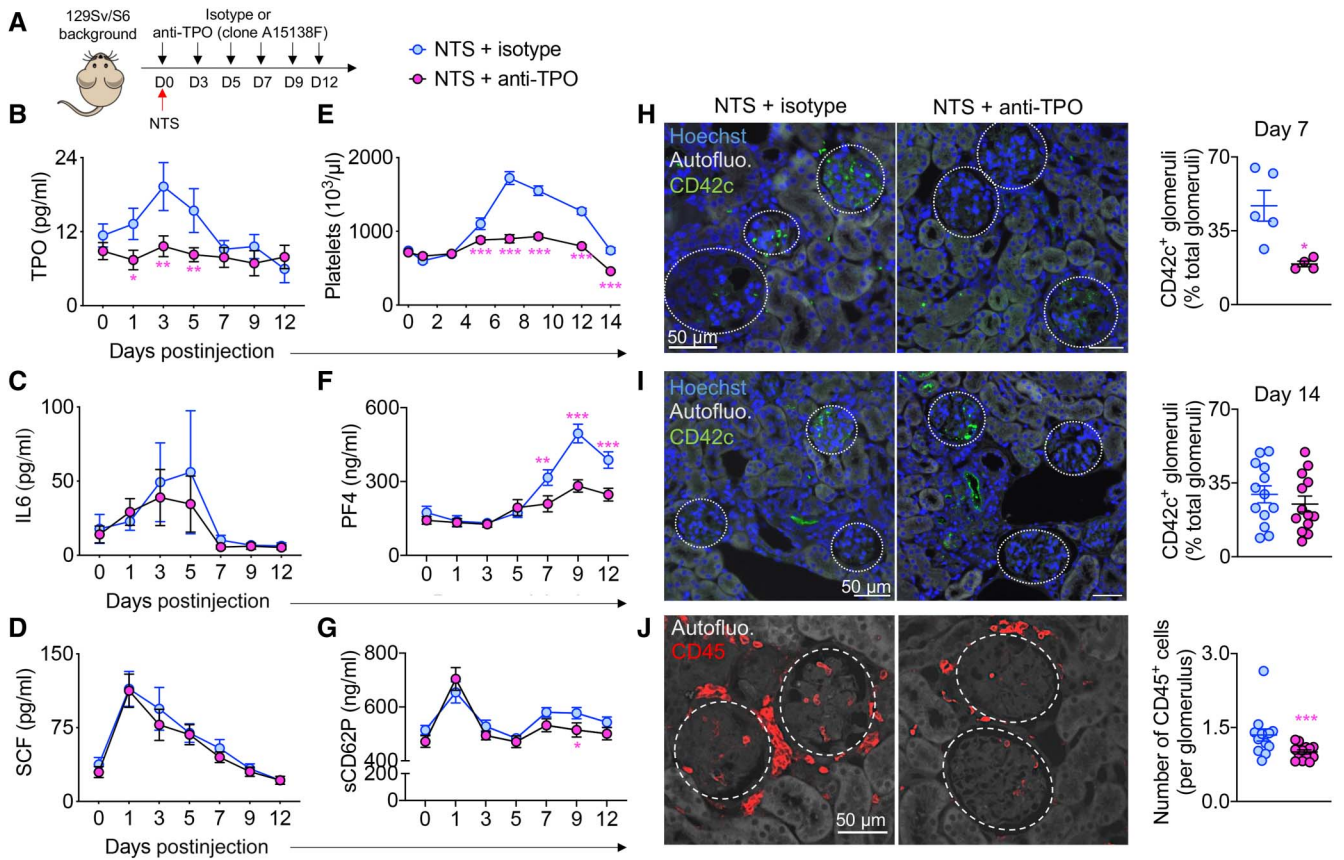 A
129Sv/S6
background
Isotype or
anti-TPO (clone A15138F)
D0 D3 D5 D7 D9 D12
NTS
NTS + isotype
NTS + anti-TPO
B
TPO (pg/ml)
24
12
0
*
**
**
0 1 3 5 7 9 12
Days postinjection
E
Platelets (10³/µl)
2000
1000
0
***
***
***
***
***
0 2 4 6 8 10 12 14
C
IL6 (pg/ml)
100
50
0
0 1 3 5 7 9 12
Days postinjection
F
PF4 (ng/ml)
600
300
0
**
***
***
0 1 3 5 7 9 12
D
SCF (pg/ml)
150
75
0
0 1 3 5 7 9 12
Days postinjection
G
sCD62P (ng/ml)
800
600
400
200
0
*
0 1 3 5 7 9 12
H
NTS + isotype
NTS + anti-TPO
Hoechst
Autofluo.
CD42c
50 µm
Day 7
CD42c⁺ glomeruli
(% total glomeruli)
70
35
0
*
I
Hoechst
Autofluo.
CD42c
50 µm
Day 14
CD42c⁺ glomeruli
(% total glomeruli)
70
35
0
J
Autofluo.
CD45
50 µm
Number of CD45⁺ cells
(per glomerulus)
3.0
1.5
0.0
***